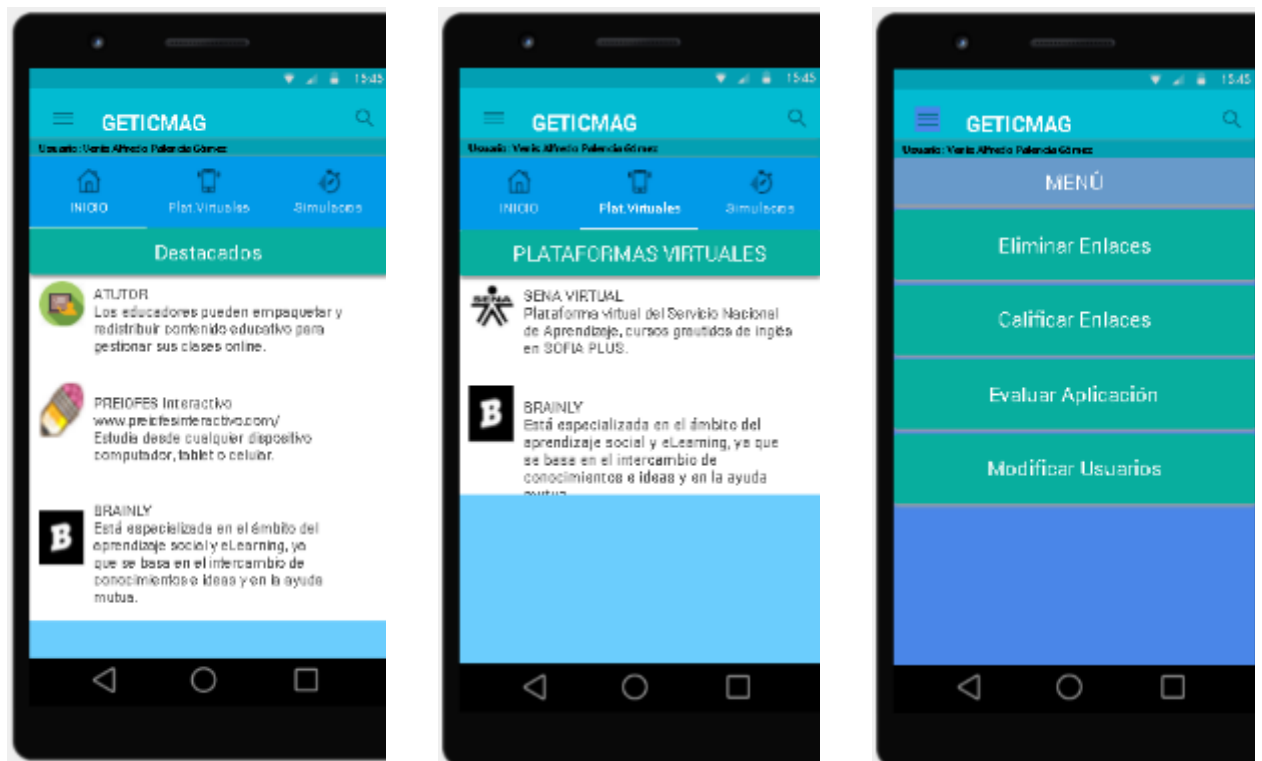 15:45
GETICMAG
Usuario: Venis Alfredo Palencia Gómez
INICIO
Plat.Virtuales
Simulacros
Destacados
ATUTOR
Los educadores pueden empaquetar y
redistribuir contenido educativo para
gestionar sus clases online.
PREIOFES Interactivo
www.preicfesinteractivo.com/
Estudia desde cualquier dispositivo
computador, tablet o celular.
B
BRAINLY
Está especializada en el ámbito del
aprendizaje social y eLearning, ya
que se basa en el intercambio de
conocimientos e ideas y en la ayuda
mutua.
15:45
GETICMAG
Usuario: Venis Alfredo Palencia Gómez
INICIO
Plat.Virtuales
Simulacros
PLATAFORMAS VIRTUALES
SENA
SENA VIRTUAL
Plataforma virtual del Servicio Nacional
de Aprendizaje, cursos grautidos de inglés
en SOFIA PLUS.
B
BRAINLY
Está especializada en el ámbito del
aprendizaje social y eLearning, ya que
se basa en el intercambio de
conocimientos e ideas y en la ayuda
mutua
15:45
GETICMAG
Usuario: Venis Alfredo Palencia Gómez
MENÚ
Eliminar Enlaces
Calificar Enlaces
Evaluar Aplicación
Modificar Usuarios